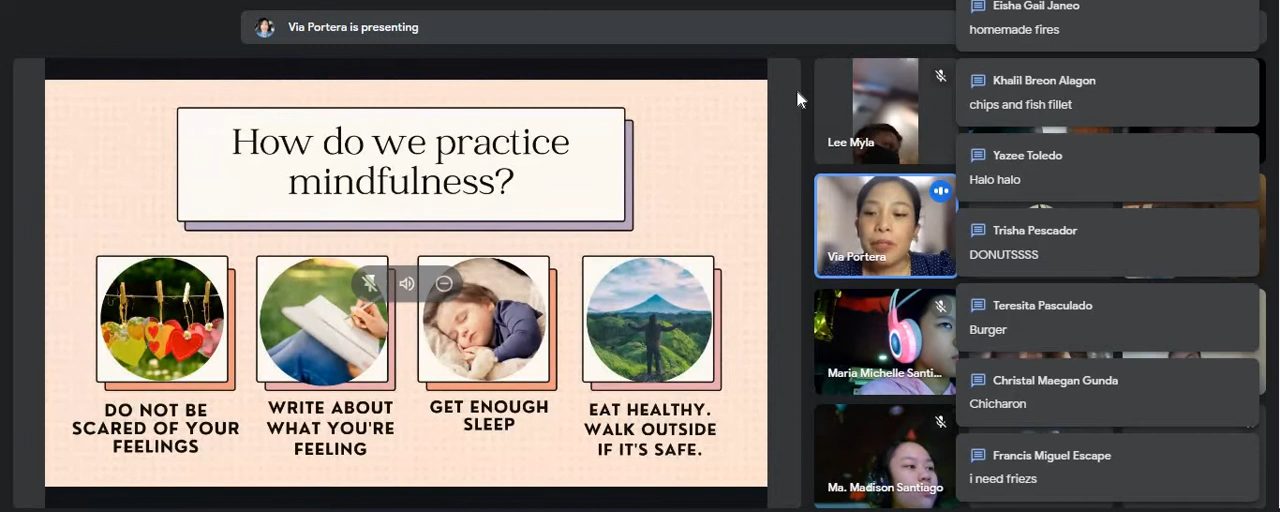 Via Portera is presenting
How do we practice
mindfulness?
DO NOT BE
SCARED OF YOUR
FEELINGS
WRITE ABOUT
WHAT YOU'RE
FEELING
GET ENOUGH
SLEEP
EAT HEALTHY.
WALK OUTSIDE
IF IT'S SAFE.
Lee Myla
Via Portera
Maria Michelle Santi...
Ma. Madison Santiago
Eisha Gail Janeo
homemade fires
Khalil Breon Alagon
chips and fish fillet
Yazee Toledo
Halo halo
Trisha Pescador
DONUTSSSS
Teresita Pasculado
Burger
Christal Maegan Gunda
Chicharon
Francis Miguel Escape
i need friezs